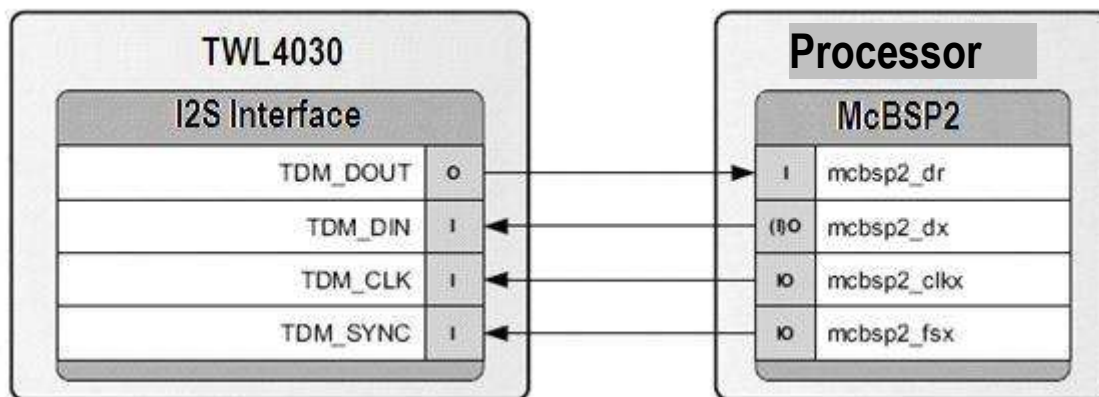 TWL4030
I2S Interface
TDM_DOUT O
TDM_DIN I
TDM_CLK I
TDM_SYNC I
Processor
McBSP2
I mcbsp2_dr
(I)O mcbsp2_dx
IO mcbsp2_clkx
IO mcbsp2_fsx